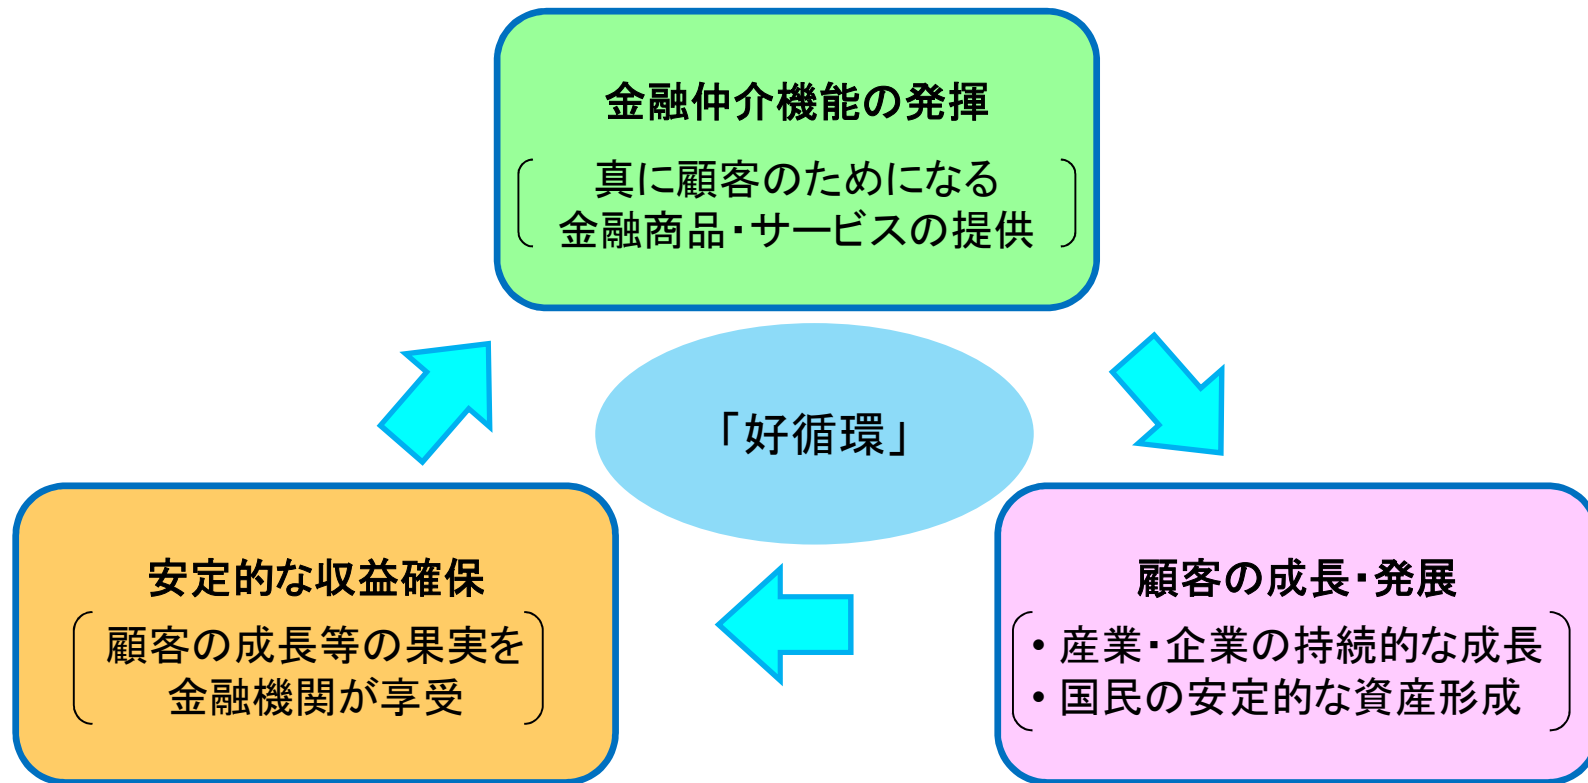 金融仲介機能の発揮
真に顧客のためになる
金融商品・サービスの提供
「好循環」
安定的な収益確保
顧客の成長等の果実を
金融機関が享受
顧客の成長・発展
・産業・企業の持続的な成長
・国民の安定的な資産形成